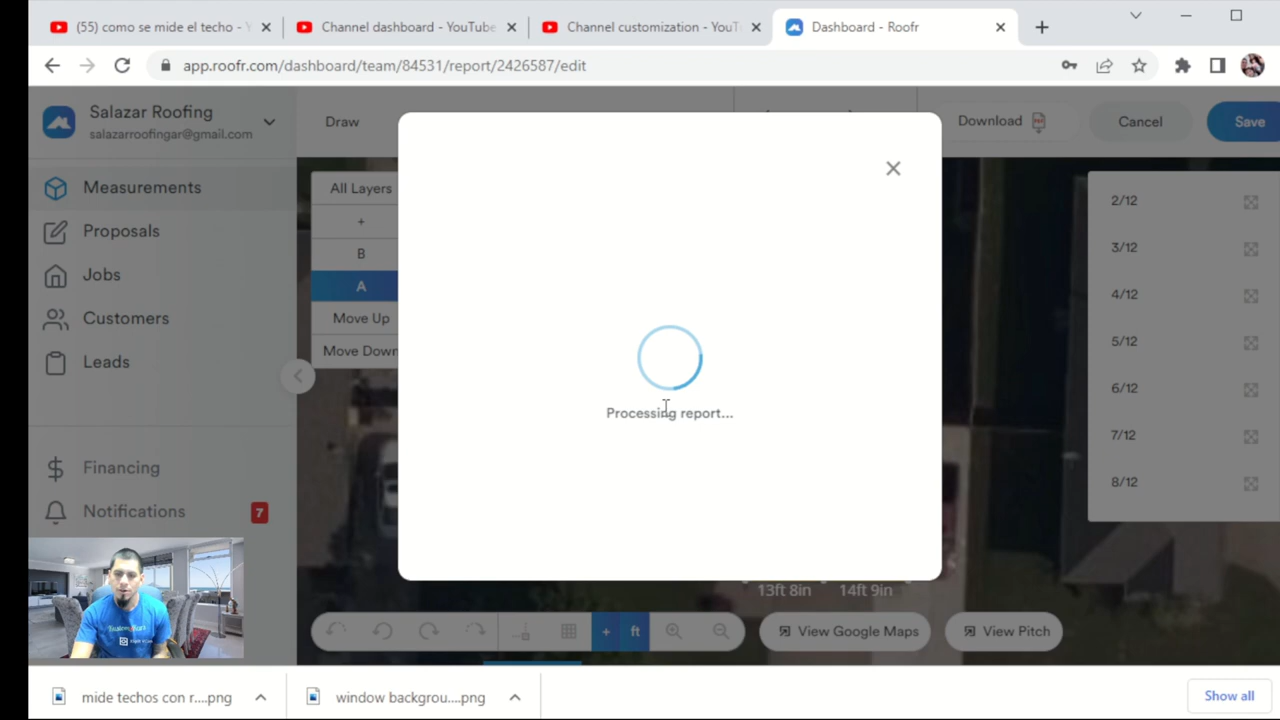 (55) como se mide el techo - Y
Channel dashboard - YouTube
Channel customization - YouT
Dashboard - Roofr
app.roofr.com/dashboard/team/84531/report/2426587/edit
Salazar Roofing
salazarroofingar@gmail.com
Draw
Download
Cancel
Save
Measurements
Proposals
Jobs
Customers
Leads
Financing
Notifications
7
All Layers
+
B
A
Move Up
Move Down
Processing report...
2/12
3/12
4/12
5/12
6/12
7/12
8/12
13ft 8in
14ft 9in
+ ft
View Google Maps
View Pitch
mide techos con r....png
window backgrou....png
Show all